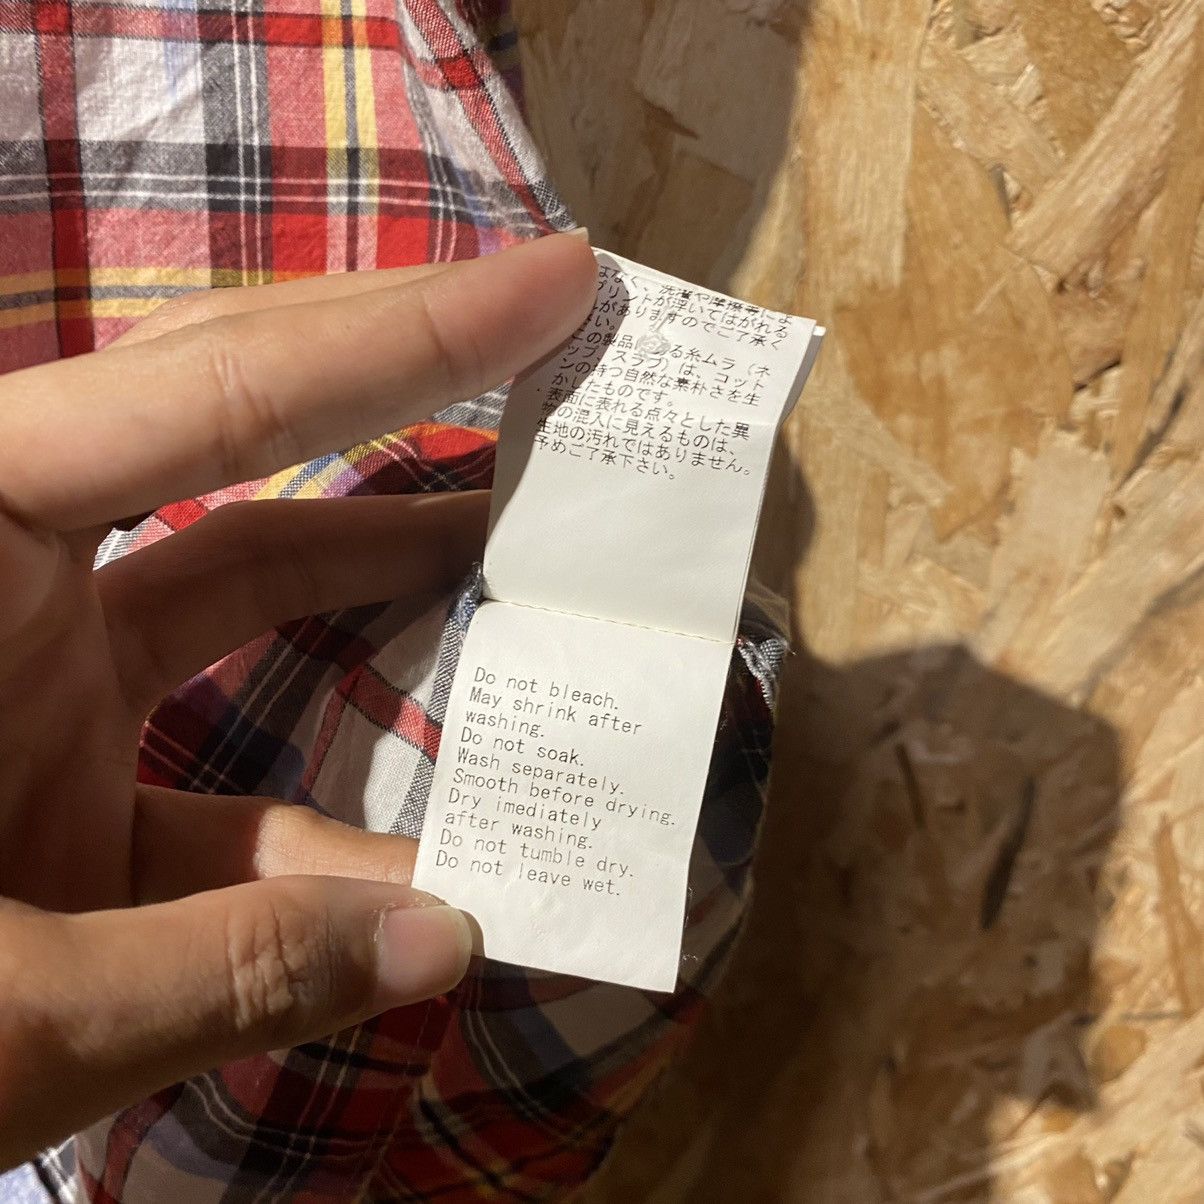 はなく、洗濯や摩擦等によ
プリントが浮いてはがれる
がありますのでご了承く
さい。
この製品にある糸ムラ（ネ
ップ、スラブ）は、コット
ンの持つ自然な素朴さを生
かしたものです。
・表面に表れる点々とした異
物の混入に見えるものは、
生地の汚れではありません。
予めご了承下さい。
Do not bleach.
May shrink after
washing.
Do not soak.
Wash separately.
Smooth before drying.
Dry imediately
after washing.
Do not tumble dry.
Do not leave wet.